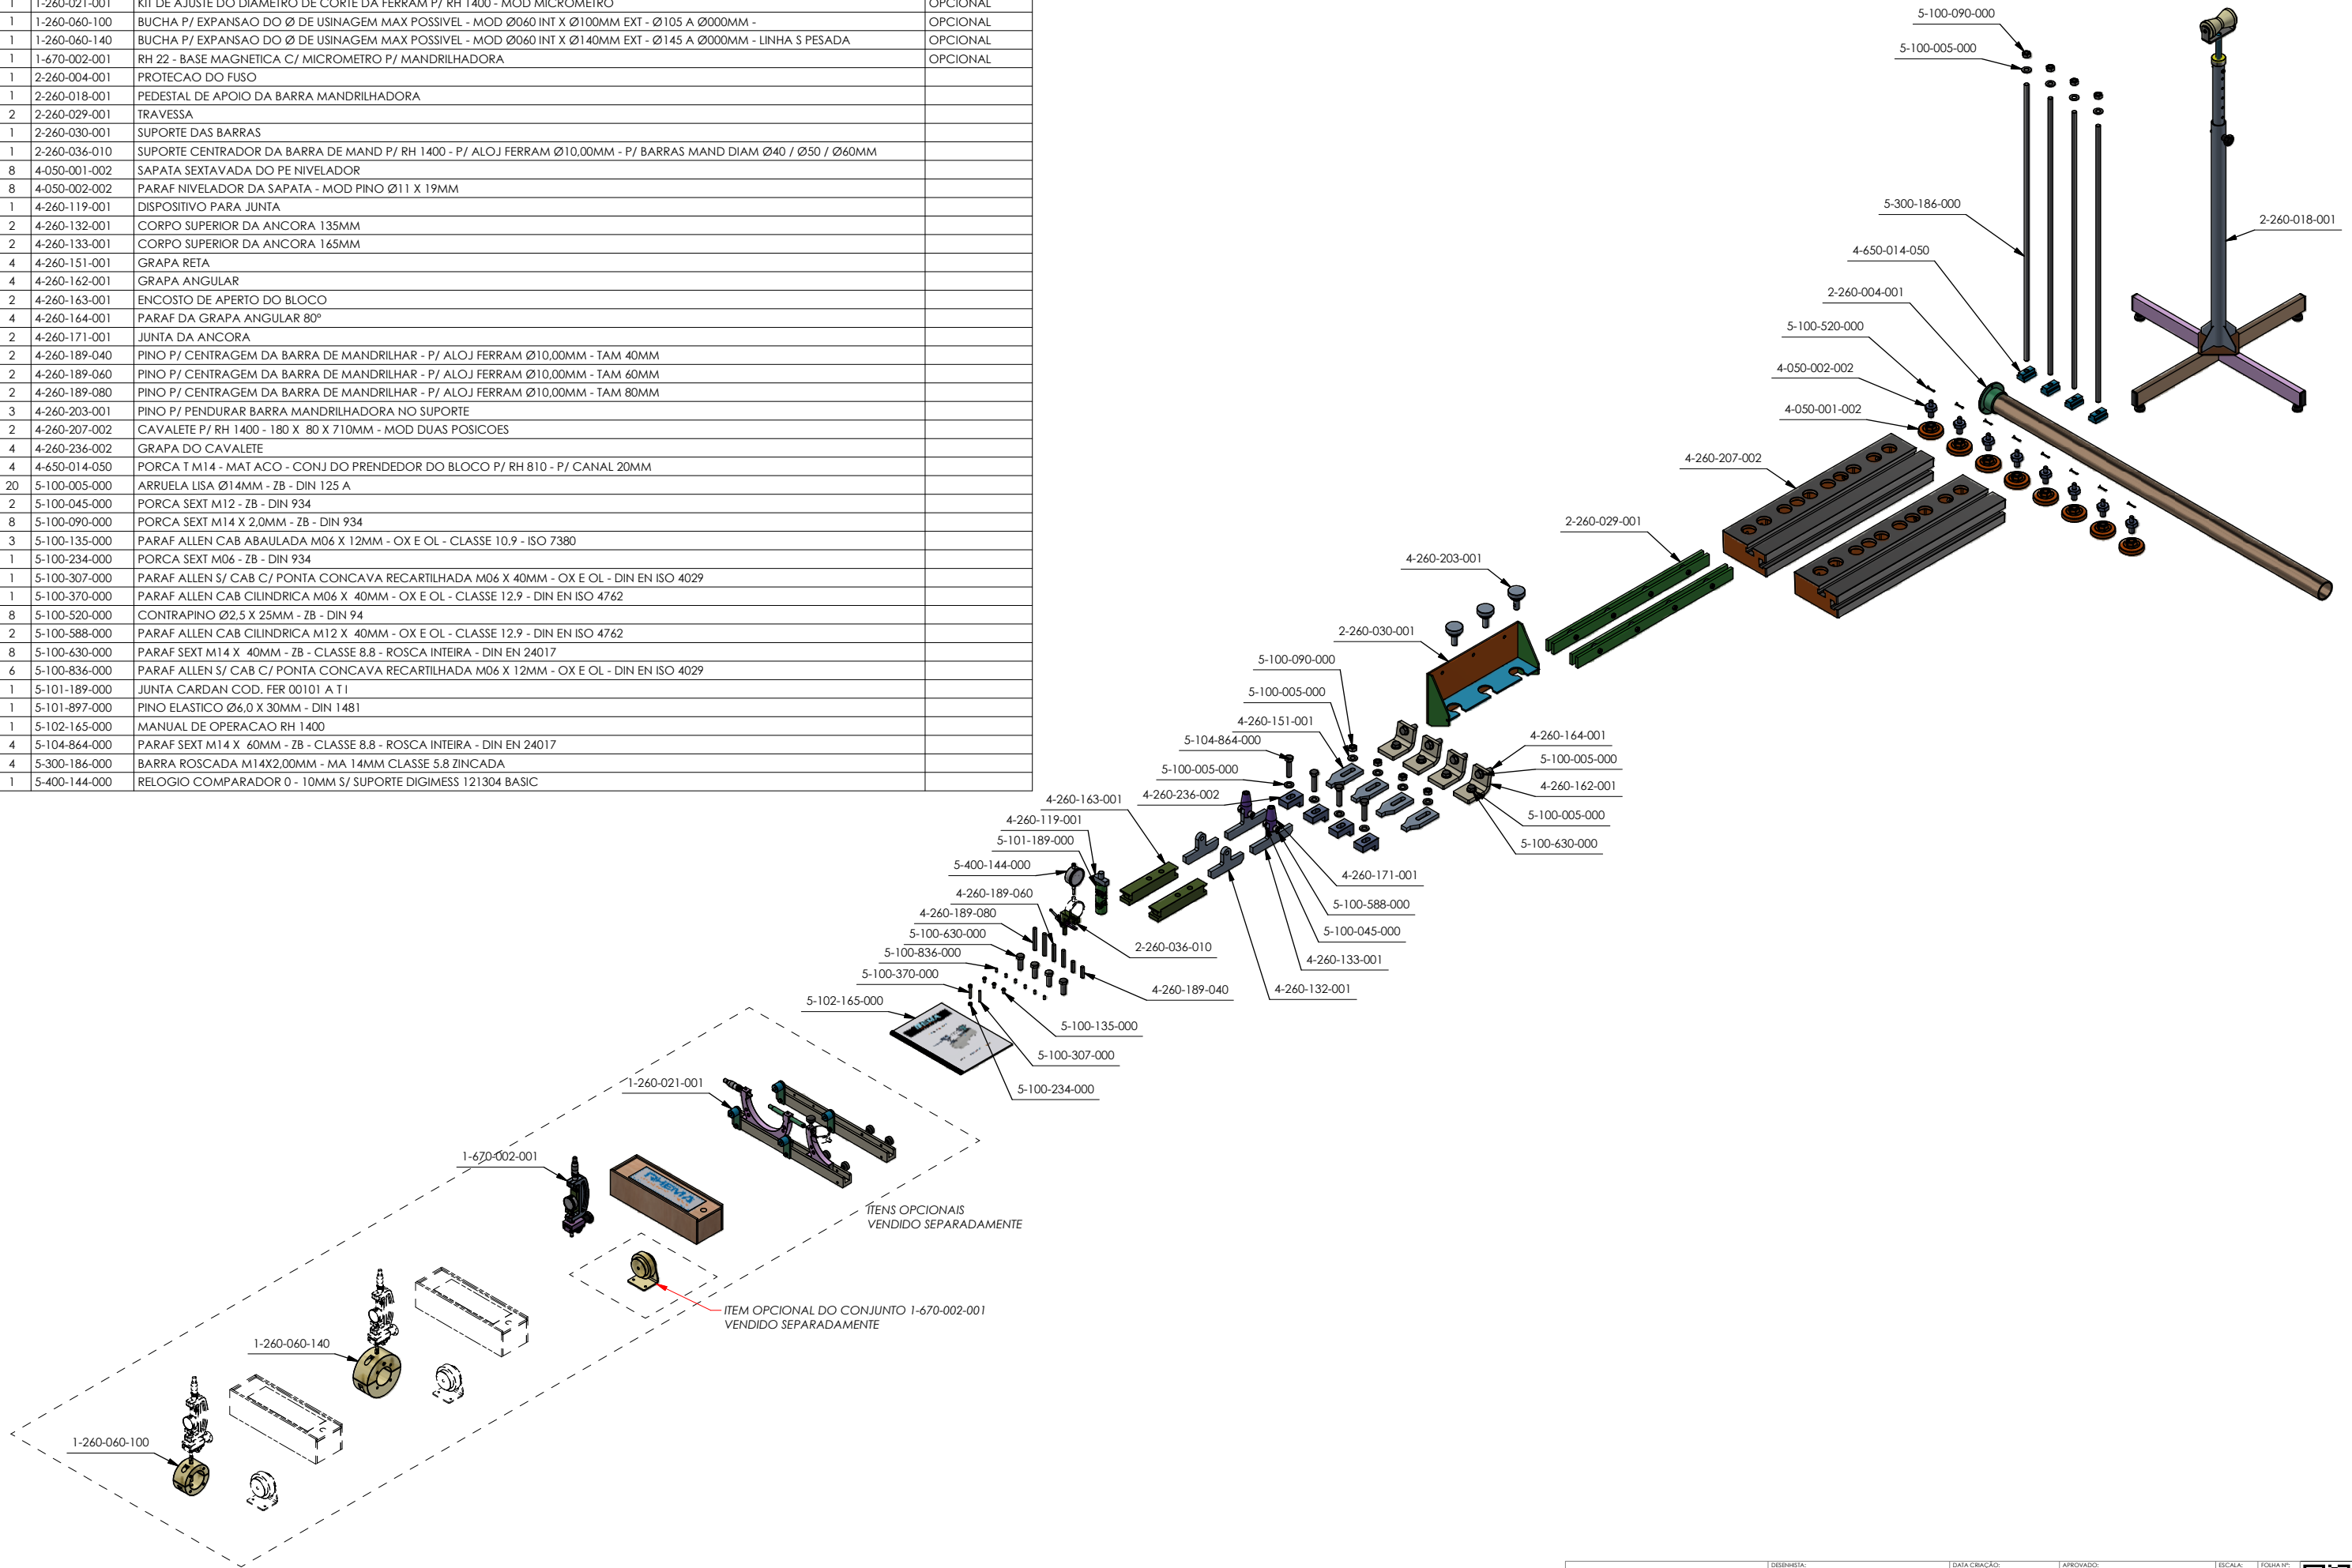 1 1-260-021-001 KIT DE AJUSTE DO DIAMETRO DE CORTE DA FERRAM P/ RH 1400 - MOD MICROMETRO OPCIONAL
1 1-260-060-100 BUCHA P/ EXPANSAO DO Ø DE USINAGEM MAX POSSIVEL - MOD Ø060 INT X Ø100MM EXT - Ø105 A Ø000MM - OPCIONAL
1 1-260-060-140 BUCHA P/ EXPANSAO DO Ø DE USINAGEM MAX POSSIVEL - MOD Ø060 INT X Ø140MM EXT - Ø145 A Ø000MM - LINHA S PESADA OPCIONAL
1 1-670-002-001 RH 22 - BASE MAGNETICA C/ MICROMETRO P/ MANDRILHADORA OPCIONAL
1 2-260-004-001 PROTECAO DO FUSO
1 2-260-018-001 PEDESTAL DE APOIO DA BARRA MANDRILHADORA
2 2-260-029-001 TRAVESSA
1 2-260-030-001 SUPORTE DAS BARRAS
1 2-260-036-010 SUPORTE CENTRADOR DA BARRA DE MAND P/ RH 1400 - P/ ALOJ FERRAM Ø10,00MM - P/ BARRAS MAND DIAM Ø40 / Ø50 / Ø60MM
8 4-050-001-002 SAPATA SEXTAVADA DO PE NIVELADOR
8 4-050-002-002 PARAF NIVELADOR DA SAPATA - MOD PINO Ø11 X 19MM
1 4-260-119-001 DISPOSITIVO PARA JUNTA
2 4-260-132-001 CORPO SUPERIOR DA ANCORA 135MM
2 4-260-133-001 CORPO SUPERIOR DA ANCORA 165MM
4 4-260-151-001 GRAPA RETA
4 4-260-162-001 GRAPA ANGULAR
2 4-260-163-001 ENCOSTO DE APERTO DO BLOCO
4 4-260-164-001 PARAF DA GRAPA ANGULAR 80º
2 4-260-171-001 JUNTA DA ANCORA
2 4-260-189-040 PINO P/ CENTRAGEM DA BARRA DE MANDRILHAR - P/ ALOJ FERRAM Ø10,00MM - TAM 40MM
2 4-260-189-060 PINO P/ CENTRAGEM DA BARRA DE MANDRILHAR - P/ ALOJ FERRAM Ø10,00MM - TAM 60MM
2 4-260-189-080 PINO P/ CENTRAGEM DA BARRA DE MANDRILHAR - P/ ALOJ FERRAM Ø10,00MM - TAM 80MM
3 4-260-203-001 PINO P/ PENDURAR BARRA MANDRILHADORA NO SUPORTE
2 4-260-207-002 CAVALETE P/ RH 1400 - 180 X 80 X 710MM - MOD DUAS POSICOES
4 4-260-236-002 GRAPA DO CAVALETE
4 4-650-014-050 PORCA T M14 - MAT ACO - CONJ DO PRENDEDOR DO BLOCO P/ RH 810 - P/ CANAL 20MM
20 5-100-005-000 ARRUELA LISA Ø14MM - ZB - DIN 125 A
2 5-100-045-000 PORCA SEXT M12 - ZB - DIN 934
8 5-100-090-000 PORCA SEXT M14 X 2,0MM - ZB - DIN 934
3 5-100-135-000 PARAF ALLEN CAB ABAULADA M06 X 12MM - OX E OL - CLASSE 10.9 - ISO 7380
1 5-100-234-000 PORCA SEXT M06 - ZB - DIN 934
1 5-100-307-000 PARAF ALLEN S/ CAB C/ PONTA CONCAVA RECARTILHADA M06 X 40MM - OX E OL - DIN EN ISO 4029
1 5-100-370-000 PARAF ALLEN CAB CILINDRICA M06 X 40MM - OX E OL - CLASSE 12.9 - DIN EN ISO 4762
8 5-100-520-000 CONTRAPINO Ø2,5 X 25MM - ZB - DIN 94
2 5-100-588-000 PARAF ALLEN CAB CILINDRICA M12 X 40MM - OX E OL - CLASSE 12.9 - DIN EN ISO 4762
8 5-100-630-000 PARAF SEXT M14 X 40MM - ZB - CLASSE 8.8 - ROSCA INTEIRA - DIN EN 24017
6 5-100-836-000 PARAF ALLEN S/ CAB C/ PONTA CONCAVA RECARTILHADA M06 X 12MM - OX E OL - DIN EN ISO 4029
1 5-101-189-000 JUNTA CARDAN COD. FER 00101 A T I
1 5-101-897-000 PINO ELASTICO Ø6,0 X 30MM - DIN 1481
1 5-102-165-000 MANUAL DE OPERACAO RH 1400
4 5-104-864-000 PARAF SEXT M14 X 60MM - ZB - CLASSE 8.8 - ROSCA INTEIRA - DIN EN 24017
4 5-300-186-000 BARRA ROSCADA M14X2,00MM - MA 14MM CLASSE 5.8 ZINCADA
1 5-400-144-000 RELOGIO COMPARADOR 0 - 10MM S/ SUPORTE DIGIMESS 121304 BASIC
5-100-090-000
5-100-005-000
5-300-186-000
2-260-018-001
4-650-014-050
2-260-004-001
5-100-520-000
4-050-002-002
4-050-001-002
4-260-207-002
2-260-029-001
4-260-203-001
2-260-030-001
5-100-090-000
5-100-005-000
4-260-151-001
5-104-864-000
5-100-005-000
4-260-236-002
4-260-164-001
5-100-005-000
4-260-162-001
5-100-005-000
5-100-630-000
4-260-163-001
4-260-119-001
5-101-189-000
5-400-144-000
4-260-189-060
4-260-189-080
5-100-630-000
5-100-836-000
5-100-370-000
5-102-165-000
4-260-171-001
5-100-588-000
5-100-045-000
4-260-133-001
4-260-132-001
2-260-036-010
4-260-189-040
5-100-135-000
5-100-307-000
5-100-234-000
1-260-021-001
1-670-002-001
RHEMA
ITENS OPCIONAIS
VENDIDO SEPARADAMENTE
ITEM OPCIONAL DO CONJUNTO 1-670-002-001
VENDIDO SEPARADAMENTE
1-260-060-140
1-260-060-100
DESENHISTA: DATA CRIAÇÃO: APROVADO: ESCALA: FOLHA Nº: